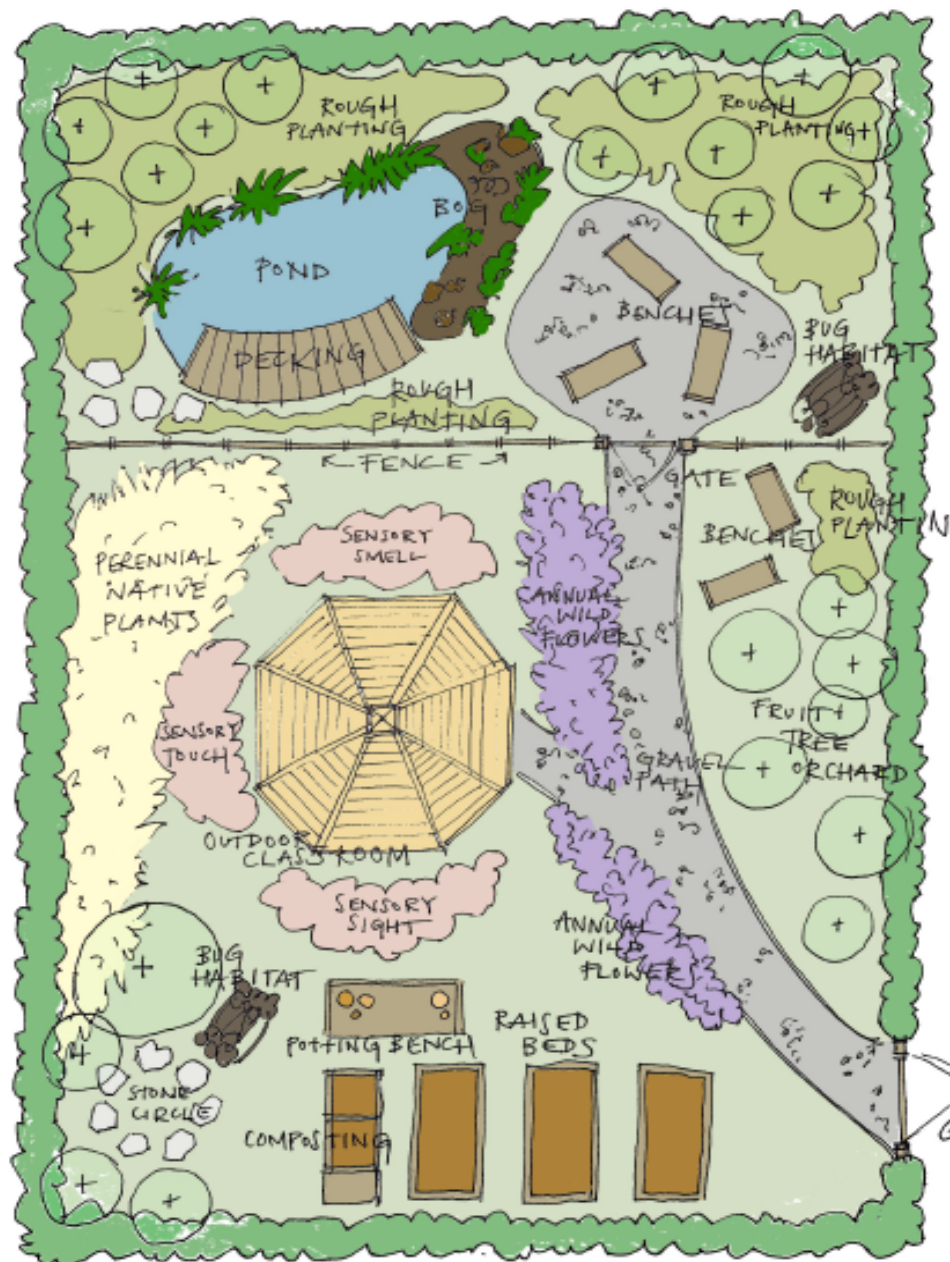 ROUGH
PLANTING
ROUGH
PLANTING
BOG
POND
BENCHES
DECKING
BUG
HABITAT
ROUGH
PLANTING
← FENCE →
GATE
ROUGH
PLANTIN
BENCHES
SENSORY
SMELL
PERENNIAL
NATIVE
PLANTS
ANNUAL
WILD
FLOWERS
SENSORY
TOUCH
FRUIT
TREE
ORCHARD
GRAVEL
PATH
OUTDOOR
CLASSROOM
SENSORY
SIGHT
ANNUAL
WILD
FLOWERS
BUG
HABITAT
POTTING BENCH
RAISED
BEDS
STONE
CIRCLE
COMPOSTING
G